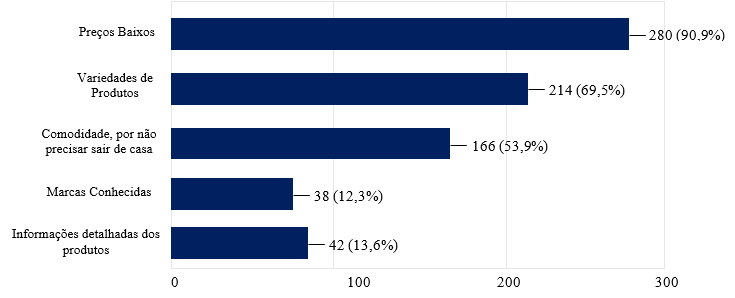 Preços Baixos
280 (90,9%)
Variedades de
Produtos
214 (69,5%)
Comodidade, por não
precisar sair de casa
166 (53,9%)
Marcas Conhecidas
38 (12,3%)
Informações detalhadas dos
produtos
42 (13,6%)
0 100 200 300